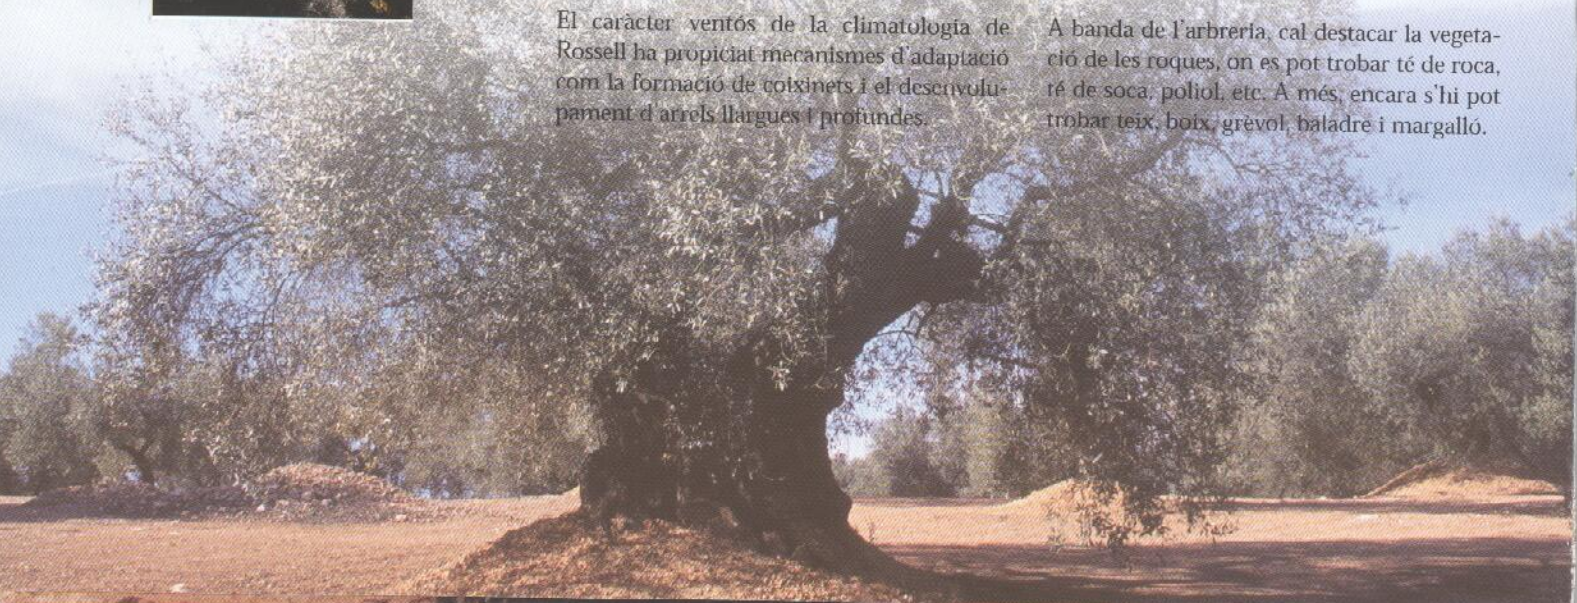 El caràcter ventós de la climatologia de
Rossell ha propiciat mecanismes d'adaptació
com la formació de coixinets i el desenvolu-
pament d'arrels llargues i profundes.
A banda de l'arbreria, cal destacar la vegeta-
ció de les roques, on es pot trobar té de roca,
té de soca, poliol, etc. A més, encara s'hi pot
trobar teix, boix, grèvol, baladre i margalló.